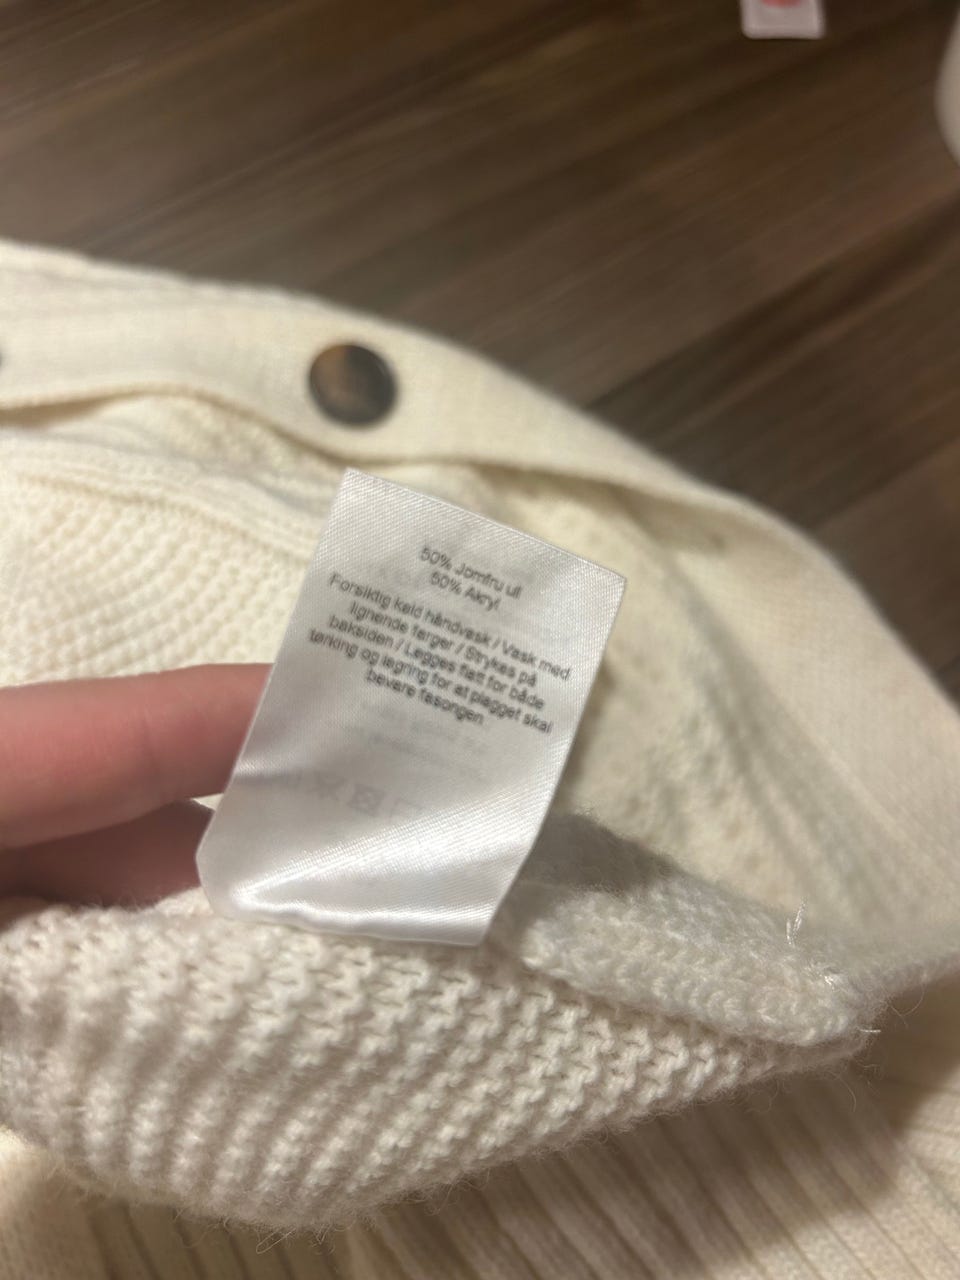 50% Jomfru ull
50% Akryl
Forsiktig kald håndvask / Vask med
lignende farger / Strykes på
baksiden / Legges flatt for både
tørking og lagring for at plagget skal
bevare fasongen